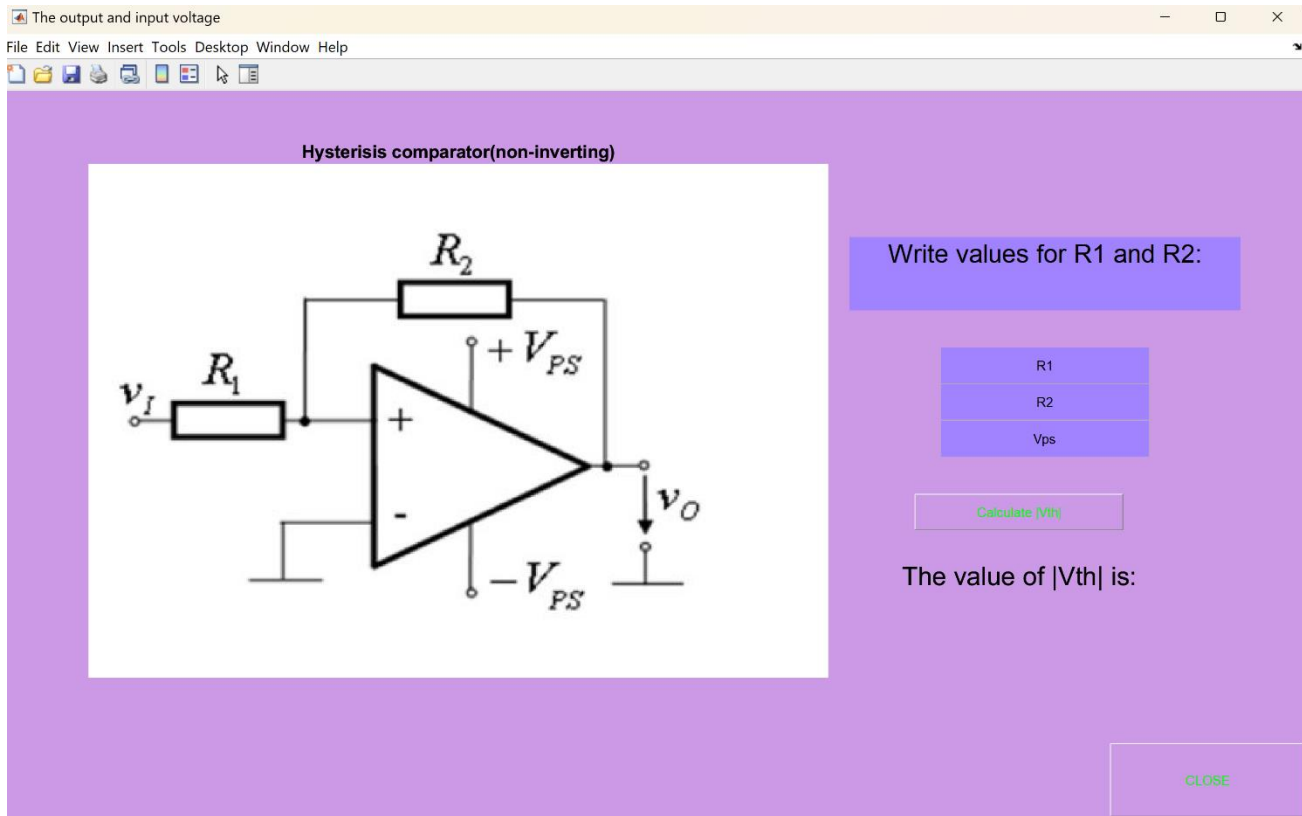 The output and input voltage
File Edit View Insert Tools Desktop Window Help
Hysterisis comparator(non-inverting)
R2
+ VPS
R1
vI
+
-
vO
− VPS
Write values for R1 and R2:
R1
R2
Vps
Calculate |Vth|
The value of |Vth| is:
CLOSE